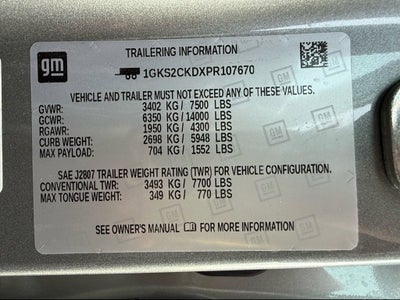 gm
TRAILERING INFORMATION
1GKS2CKDXPR107670
VEHICLE AND TRAILER MUST NOT EXCEED ANY OF THESE VALUES.
GVWR: 3402 KG / 7500 LBS
GCWR: 6350 KG / 14000 LBS
RGAWR: 1950 KG / 4300 LBS
CURB WEIGHT: 2698 KG / 5948 LBS
MAX PAYLOAD: 704 KG / 1552 LBS
SAE J2807 TRAILER WEIGHT RATING (TWR) FOR VEHICLE CONFIGURATION.
CONVENTIONAL TWR: 3493 KG / 7700 LBS
MAX TONGUE WEIGHT: 349 KG / 770 LBS
SEE OWNER'S MANUAL FOR MORE INFORMATION